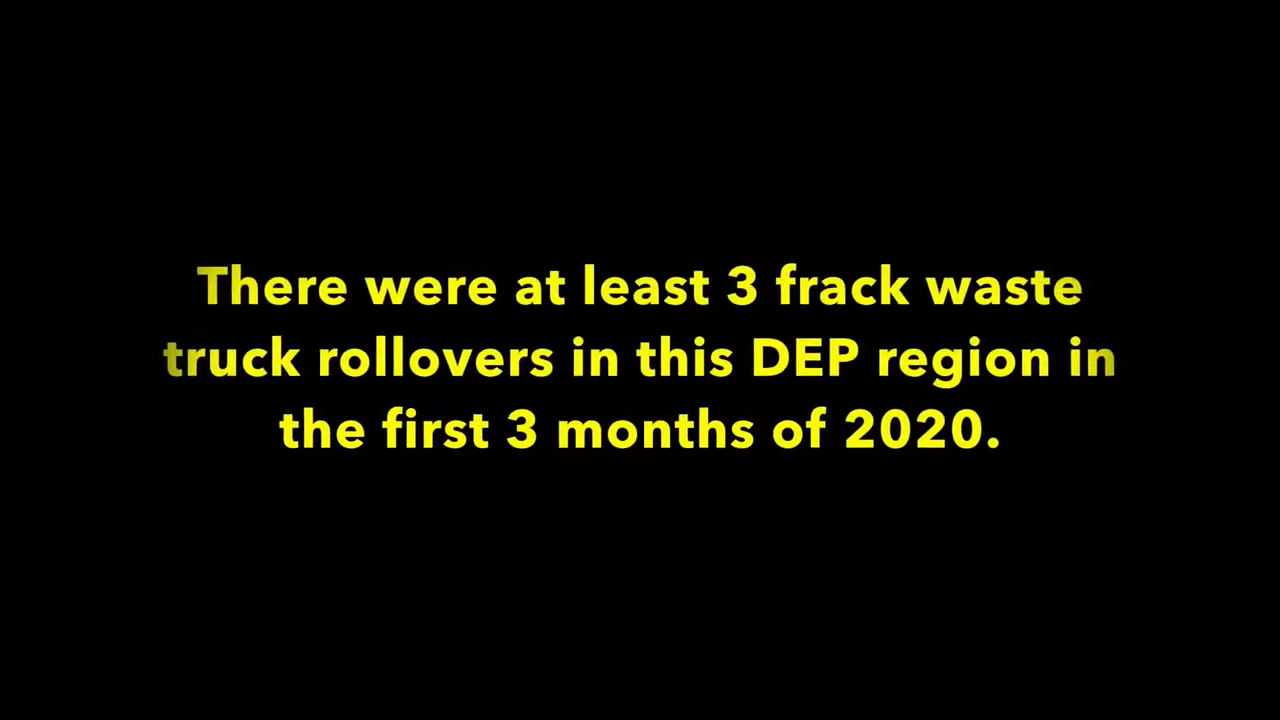 There were at least 3 frack waste
truck rollovers in this DEP region in
the first 3 months of 2020.